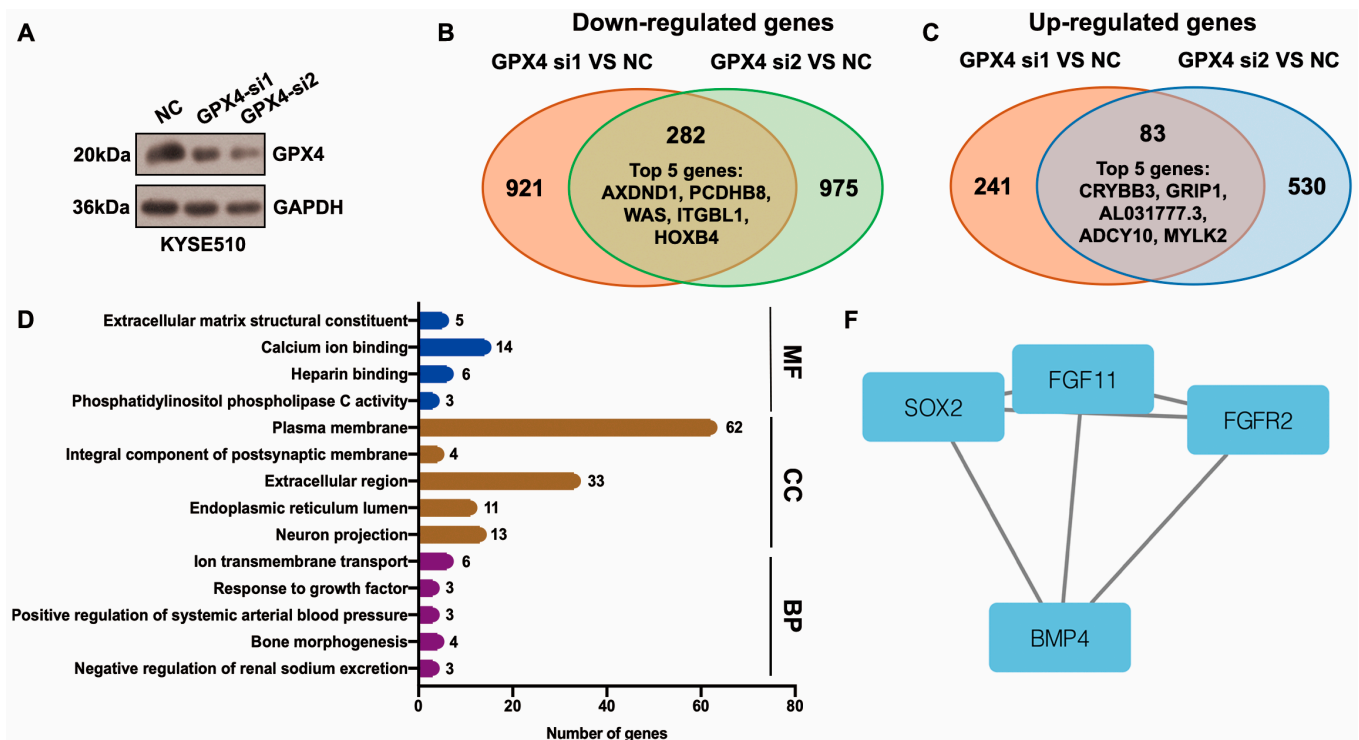 A
NC
GPX4-si1
GPX4-si2
20kDa
GPX4
36kDa
GAPDH
KYSE510
B
Down-regulated genes
GPX4 si1 VS NC
GPX4 si2 VS NC
921
282
Top 5 genes:
AXDND1, PCDHB8,
WAS, ITGBL1,
HOXB4
975
C
Up-regulated genes
GPX4 si1 VS NC
GPX4 si2 VS NC
241
83
Top 5 genes:
CRYBB3, GRIP1,
AL031777.3,
ADCY10, MYLK2
530
D
Extracellular matrix structural constituent 5
Calcium ion binding 14
Heparin binding 6
Phosphatidylinositol phospholipase C activity 3
MF
Plasma membrane 62
Integral component of postsynaptic membrane 4
Extracellular region 33
Endoplasmic reticulum lumen 11
Neuron projection 13
CC
Ion transmembrane transport 6
Response to growth factor 3
Positive regulation of systemic arterial blood pressure 3
Bone morphogenesis 4
Negative regulation of renal sodium excretion 3
BP
0 20 40 60 80
Number of genes
F
SOX2
FGF11
FGFR2
BMP4